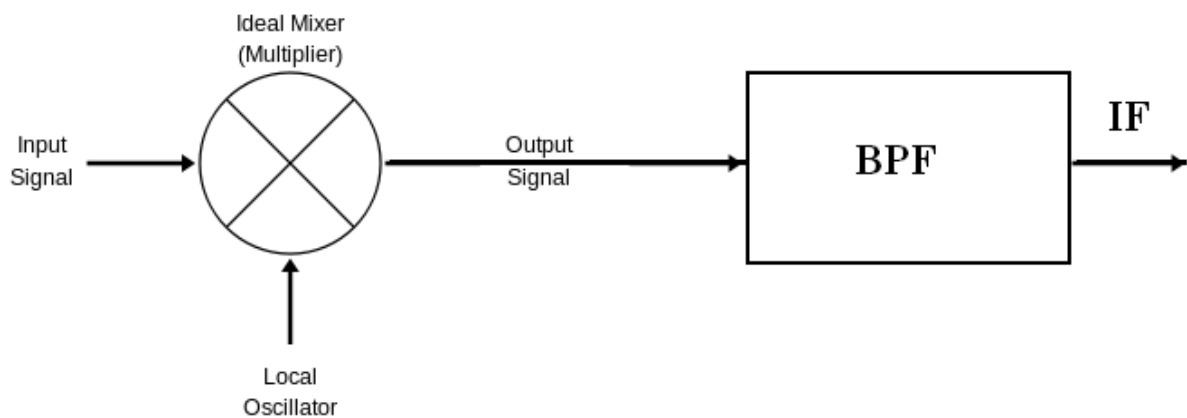 Ideal Mixer
(Multiplier)
Input
Signal
Output
Signal
BPF
IF
Local
Oscillator